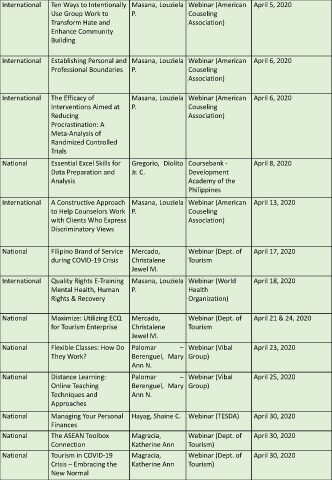 International | Ten Ways to Intentionally Use Group Work to Transform Hate and Enhance Community Building | Masana, Louziela P. | Webinar (American Couseling Association) | April 5, 2020
International | Establishing Personal and Professional Boundaries | Masana, Louziela P. | Webinar (American Couseling Association) | April 6, 2020
International | The Efficacy of Interventions Aimed at Reducing Procrastination: A Meta-Analysis of Randmized Controlled Trials | Masana, Louziela P. | Webinar (American Couseling Association) | April 6, 2020
National | Essential Excel Skills for Data Preparation and Analysis | Gregorio, Diolito Jr. C. | Coursebank - Development Academy of the Philippines | April 8, 2020
International | A Constructive Approach to Help Counselors Work with Clients Who Express Discriminatory Views | Masana, Louziela P. | Webinar (American Couseling Association) | April 13, 2020
National | Filipino Brand of Service during COVID-19 Crisis | Mercado, Christalene Jewel M. | Webinar (Dept. of Tourism | April 17, 2020
International | Quality Rights E-Training Mental Health, Human Rights & Recovery | Masana, Louziela P. | Webinar (World Health Organization) | April 18, 2020
National | Maximize: Utilizing ECQ for Tourism Enterprise | Mercado, Christalene Jewel M. | Webinar (Dept. of Tourism | April 21 & 24, 2020
National | Flexible Classes: How Do They Work? | Palomar – Berenguel, Mary Ann N. | Webinar (Vibal Group) | April 23, 2020
National | Distance Learning: Online Teaching Techniques and Approaches | Palomar – Berenguel, Mary Ann N. | Webinar (Vibal Group) | April 25, 2020
National | Managing Your Personal Finances | Hayag, Shaine C. | Webinar (TESDA) | April 30, 2020
National | The ASEAN Toolbox Connection | Magracia, Katherine Ann | Webinar (Dept. of Tourism) | April 30, 2020
National | Tourism in COVID-19 Crisis – Embracing the New Normal | Magracia, Katherine Ann | Webinar (Dept. of Tourism) | April 30, 2020